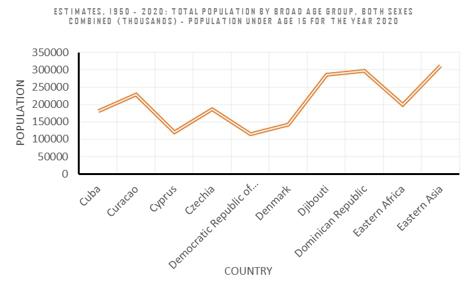 ESTIMATES, 1950 - 2020: TOTAL POPULATION BY BROAD AGE GROUP, BOTH SEXES
COMBINED (THOUSANDS) - POPULATION UNDER AGE 15 FOR THE YEAR 2020
350000
300000
250000
200000
150000
100000
50000
0
POPULATION
Cuba
Curacao
Cyprus
Czechia
Democratic Republic of...
Denmark
Djibouti
Dominican Republic
Eastern Africa
Eastern Asia
COUNTRY